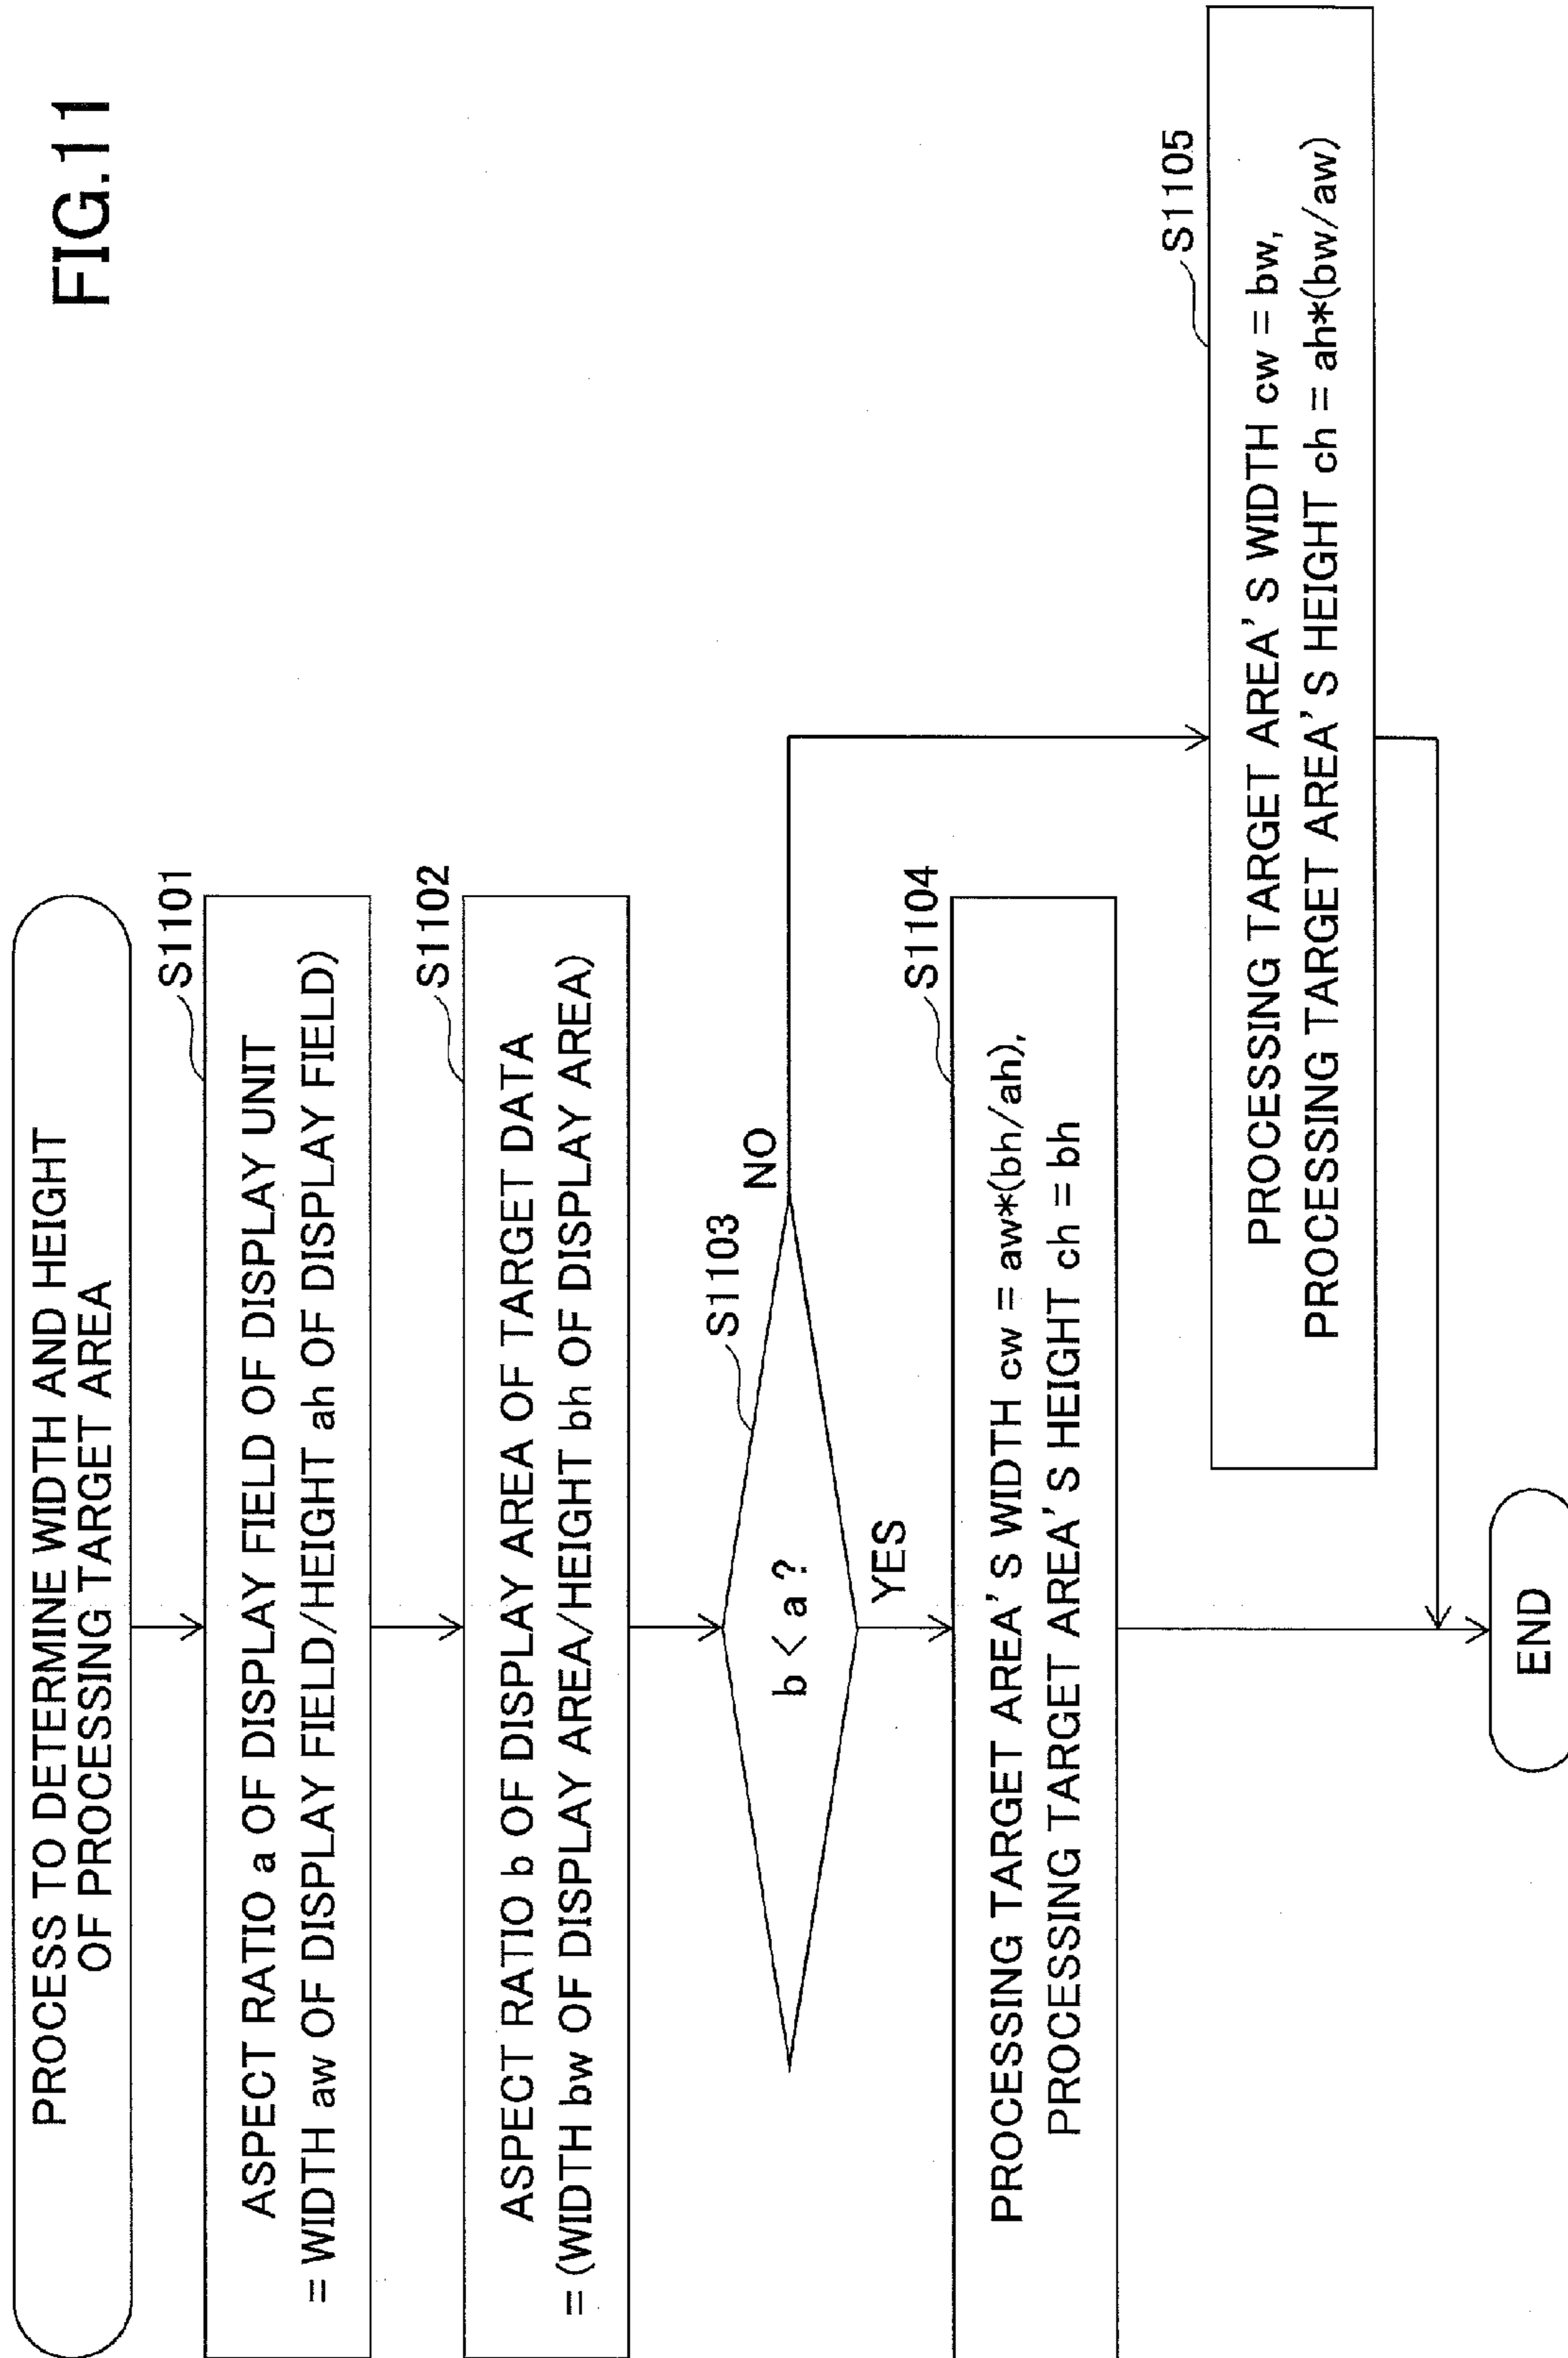 FIG.11
PROCESS TO DETERMINE WIDTH AND HEIGHT
OF PROCESSING TARGET AREA
S1101
ASPECT RATIO a OF DISPLAY FIELD OF DISPLAY UNIT
= WIDTH aw OF DISPLAY FIELD/HEIGHT ah OF DISPLAY FIELD)
S1102
ASPECT RATIO b OF DISPLAY AREA OF TARGET DATA
= (WIDTH bw OF DISPLAY AREA/HEIGHT bh OF DISPLAY AREA)
S1103
b < a ?
NO
YES
S1104
PROCESSING TARGET AREA'S WIDTH cw = aw*(bh/ah),
PROCESSING TARGET AREA'S HEIGHT ch = bh
S1105
PROCESSING TARGET AREA'S WIDTH cw = bw,
PROCESSING TARGET AREA'S HEIGHT ch = ah*(bw/aw)
END